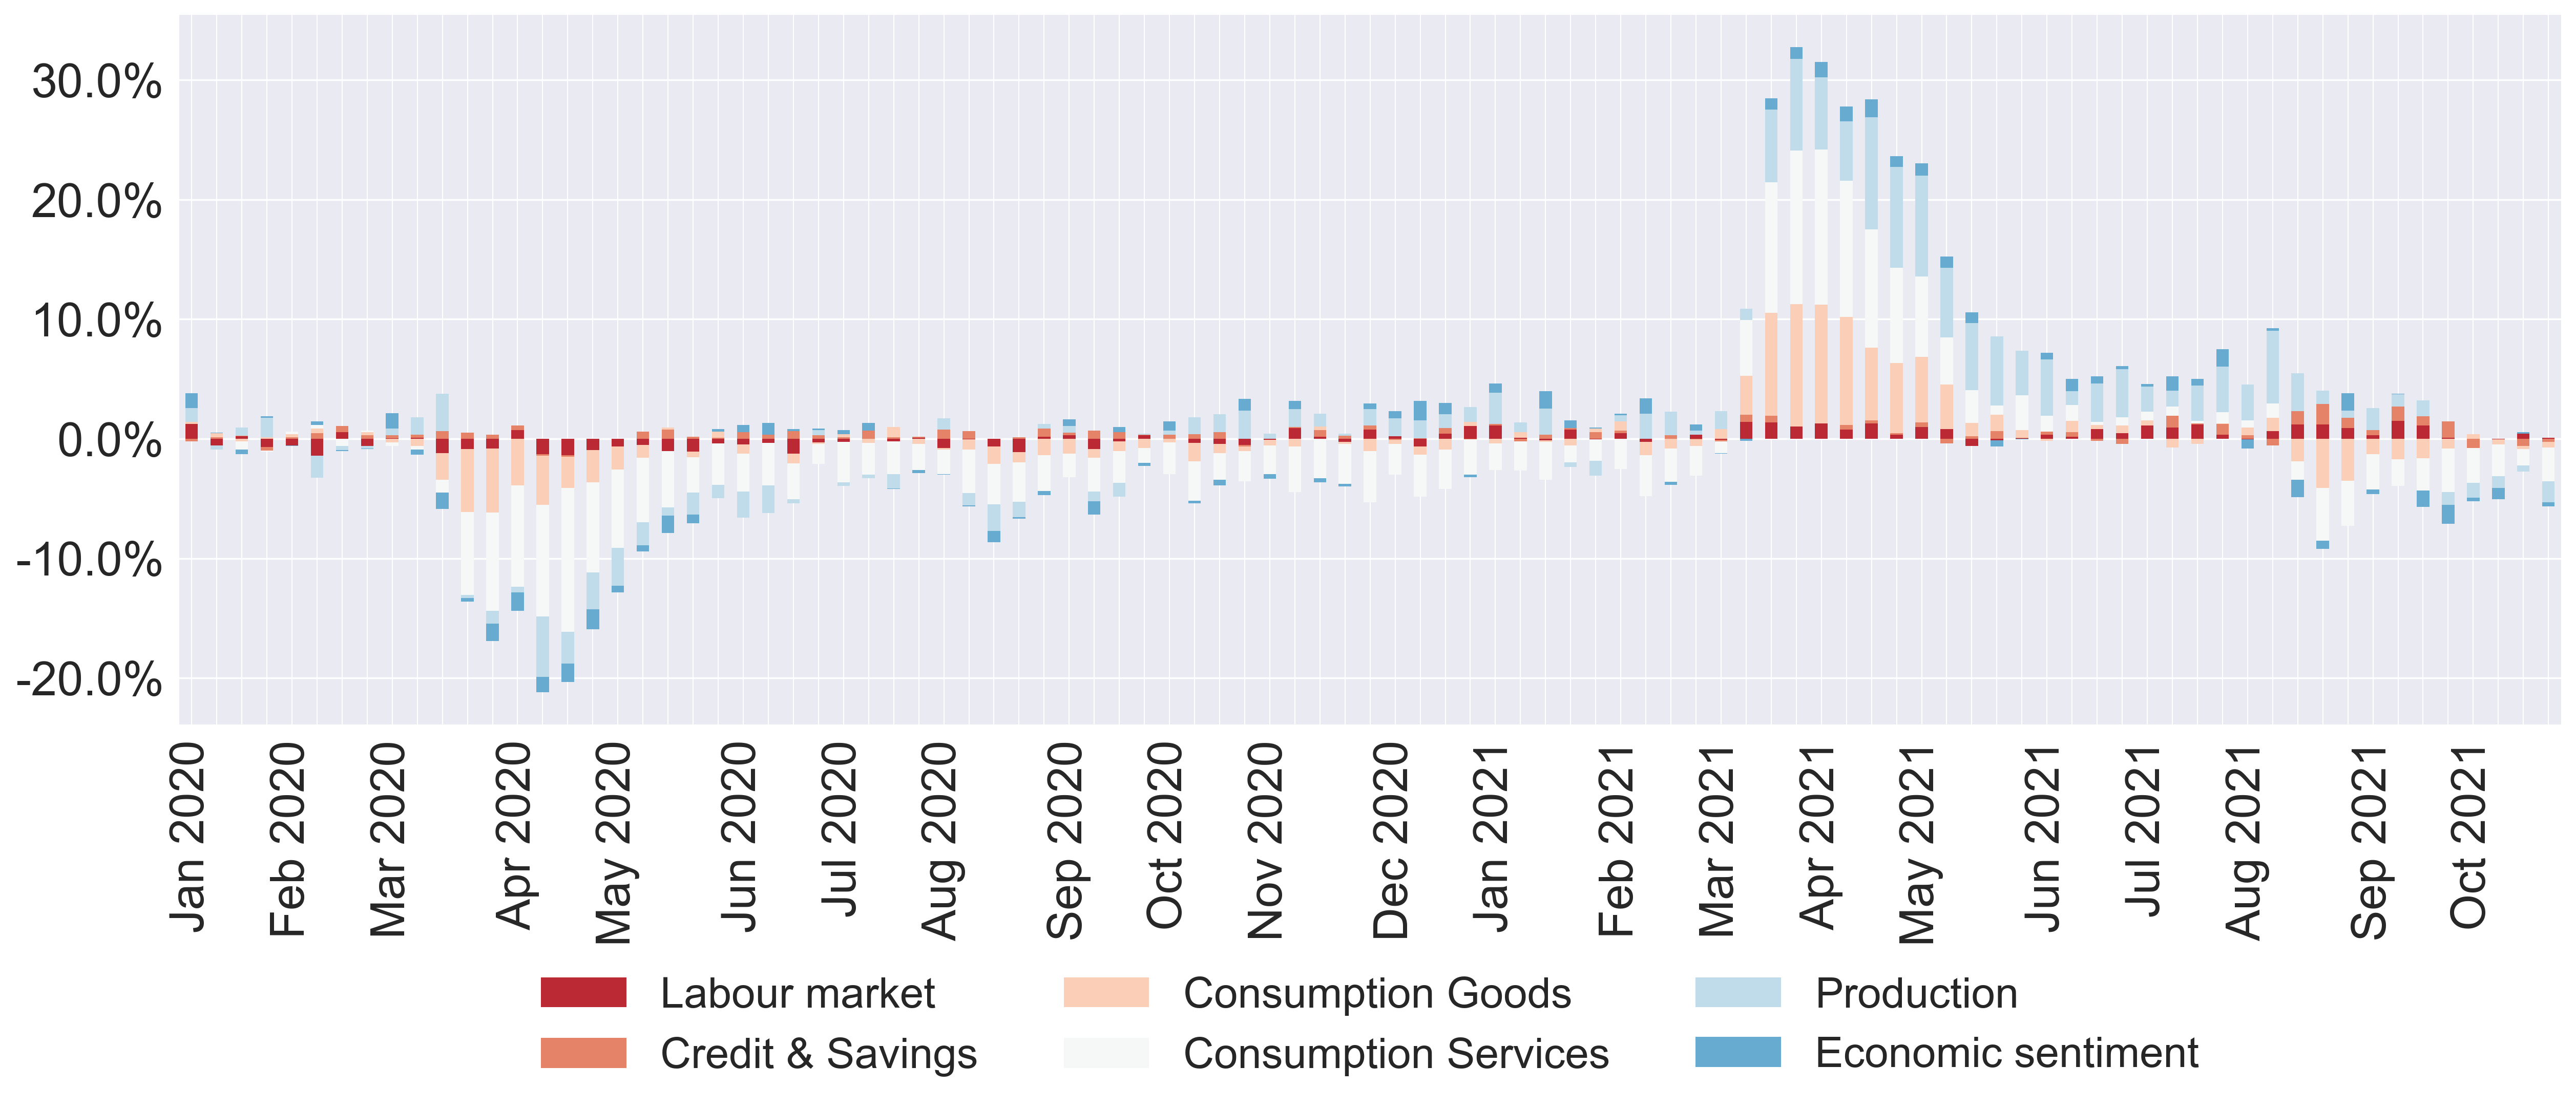 30.0%
20.0%
10.0%
0.0%
-10.0%
-20.0%
Jan 2020
Feb 2020
Mar 2020
Apr 2020
May 2020
Jun 2020
Jul 2020
Aug 2020
Sep 2020
Oct 2020
Nov 2020
Dec 2020
Jan 2021
Feb 2021
Mar 2021
Apr 2021
May 2021
Jun 2021
Jul 2021
Aug 2021
Sep 2021
Oct 2021
Labour market
Credit & Savings
Consumption Goods
Consumption Services
Production
Economic sentiment